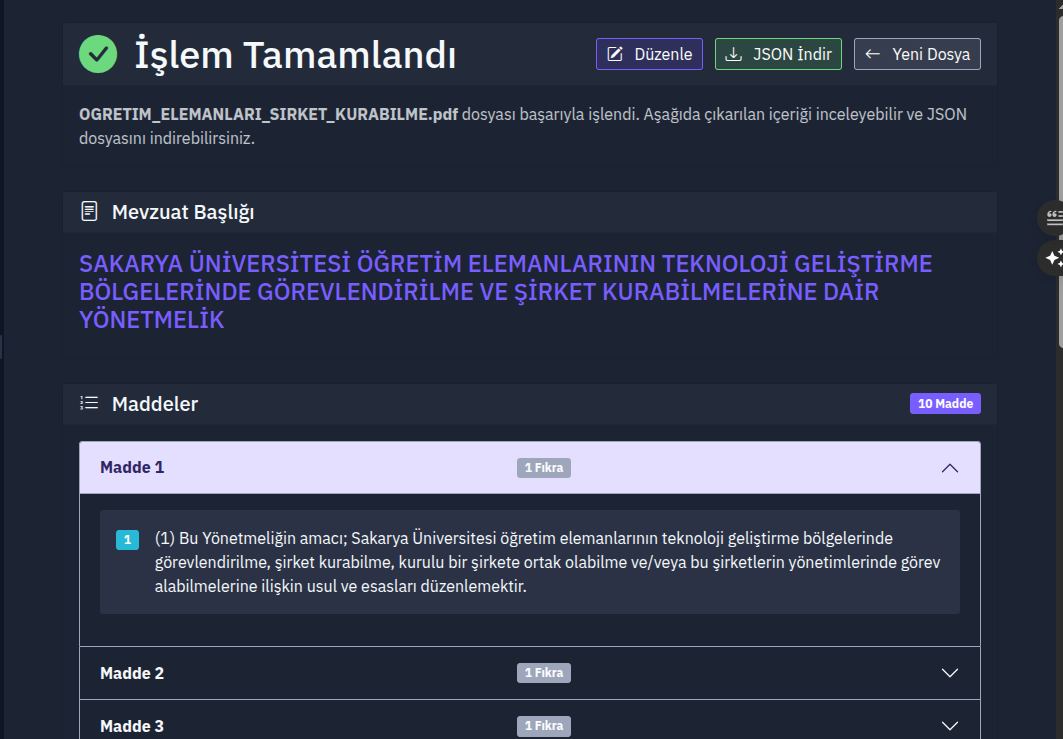 İşlem Tamamlandı
Düzenle
JSON İndir
Yeni Dosya
OGRETIM_ELEMANLARI_SIRKET_KURABILME.pdf dosyası başarıyla işlendi. Aşağıda çıkarılan içeriği inceleyebilir ve JSON
dosyasını indirebilirsiniz.
Mevzuat Başlığı
SAKARYA ÜNİVERSİTESİ ÖĞRETİM ELEMANLARININ TEKNOLOJİ GELİŞTİRME
BÖLGELERİNDE GÖREVLENDİRİLME VE ŞİRKET KURABİLMELERİNE DAİR
YÖNETMELİK
Maddeler
10 Madde
Madde 1
1 Fıkra
1
(1) Bu Yönetmeliğin amacı; Sakarya Üniversitesi öğretim elemanlarının teknoloji geliştirme bölgelerinde
görevlendirilme, şirket kurabilme, kurulu bir şirkete ortak olabilme ve/veya bu şirketlerin yönetimlerinde görev
alabilmelerine ilişkin usul ve esasları düzenlemektir.
Madde 2
1 Fıkra
Madde 3
1 Fıkra